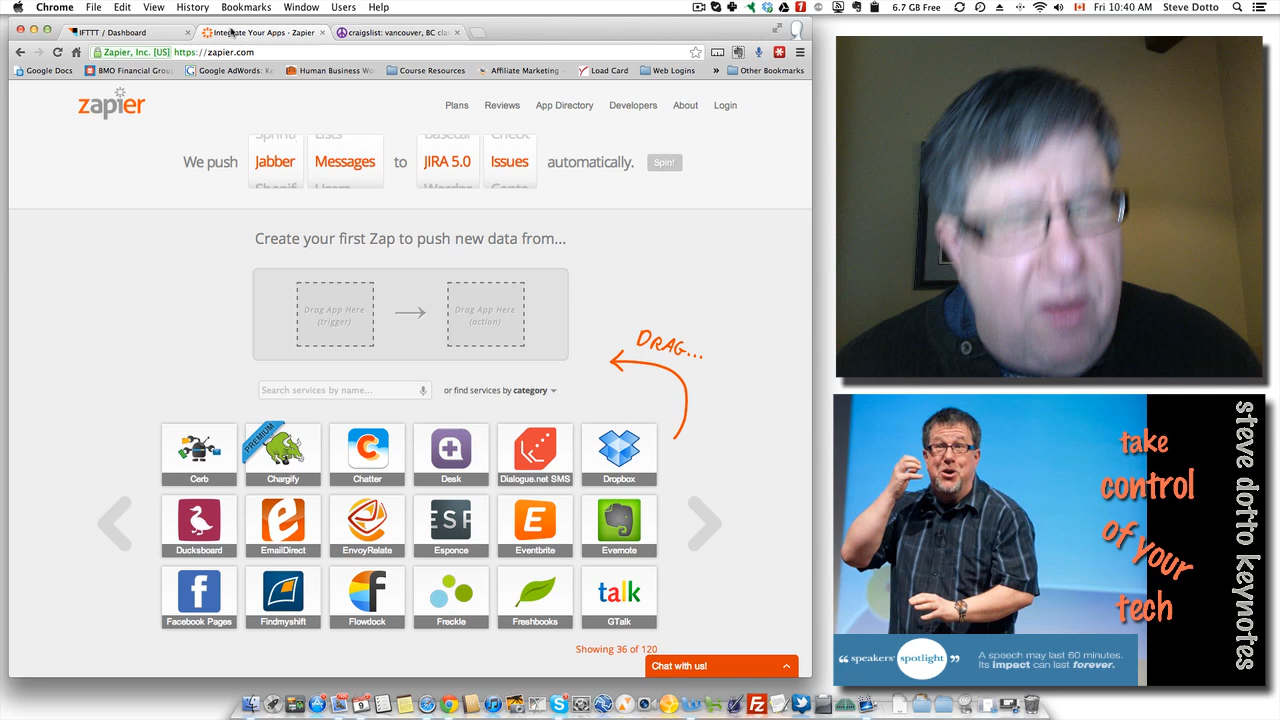 Chrome File Edit View History Bookmarks Window Users Help
6.7 GB Free
Fri 10:40 AM Steve Dotto
IFTTT / Dashboard
Integrate Your Apps - Zapier
craigslist: vancouver, BC cla
Zapier, Inc. [US] https://zapier.com
Google Docs
BMO Financial Group
Google AdWords: Ke
Human Business Wo
Course Resources
Affiliate Marketing -
Load Card
Web Logins
»
Other Bookmarks
zapier
Plans Reviews App Directory Developers About Login
We push Jabber Messages to JIRA 5.0 Issues automatically. Spin!
Create your first Zap to push new data from...
Drag App Here
(trigger)
Drag App Here
(action)
DRAG...
Search services by name...
or find services by category
PREMIUM
Cerb Chargify Chatter Desk Dialogue.net SMS Dropbox
ESP
Ducksboard EmailDirect EnvoyRelate Esponce Eventbrite Evernote
talk
Facebook Pages Findmyshift Flowdock Freckle Freshbooks GTalk
Showing 36 of 120
Chat with us!
take
control
of your
tech
steve dotto keynotes
“ speakers' spotlight ”
A speech may last 60 minutes.
Its impact can last forever.